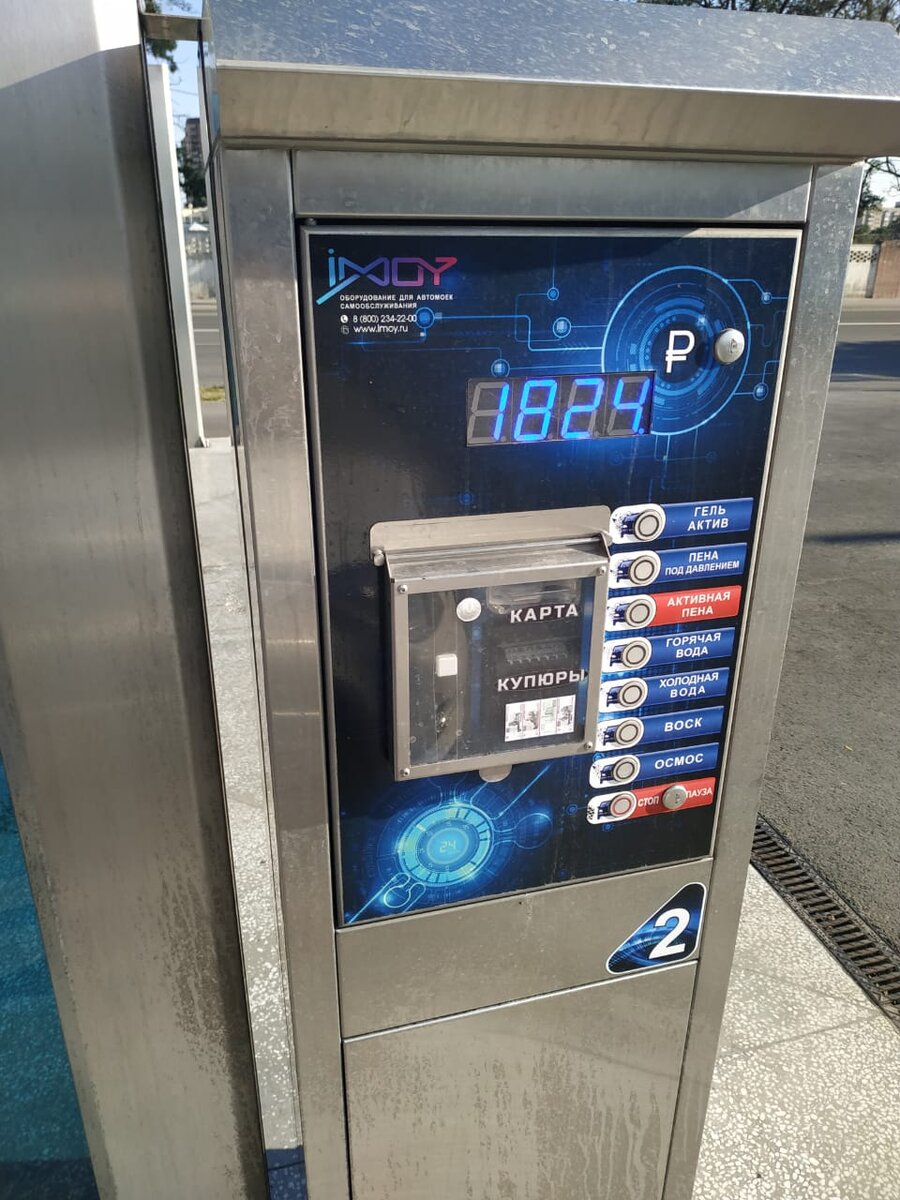 iMOY
ОБОРУДОВАНИЕ ДЛЯ АВТОМОЕК
САМООБСЛУЖИВАНИЯ
8 (800) 234-22-00
www.imoy.ru
₽
1824
ГЕЛЬ
АКТИВ
ПЕНА
ПОД ДАВЛЕНИЕМ
АКТИВНАЯ
ПЕНА
ГОРЯЧАЯ
ВОДА
ХОЛОДНАЯ
ВОДА
ВОСК
ОСМОС
СТОП ПАУЗА
КАРТА
КУПЮРЫ
24
2